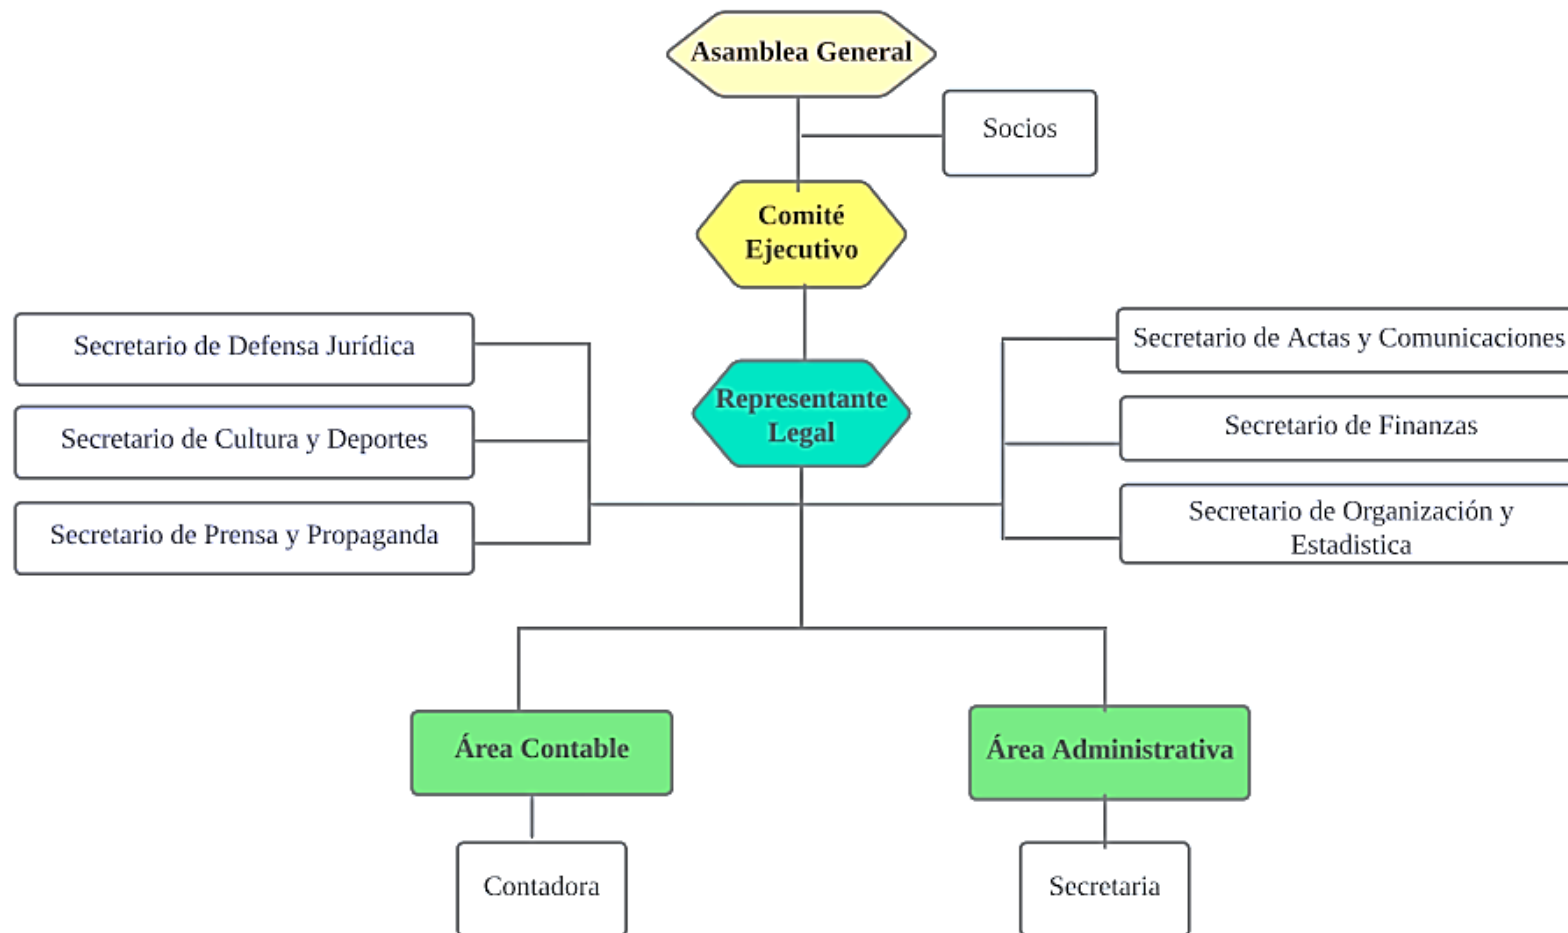 Asamblea General
Socios
Comité
Ejecutivo
Secretario de Defensa Jurídica
Secretario de Cultura y Deportes
Secretario de Prensa y Propaganda
Representante
Legal
Secretario de Actas y Comunicaciones
Secretario de Finanzas
Secretario de Organización y
Estadistica
Área Contable
Área Administrativa
Contadora
Secretaria